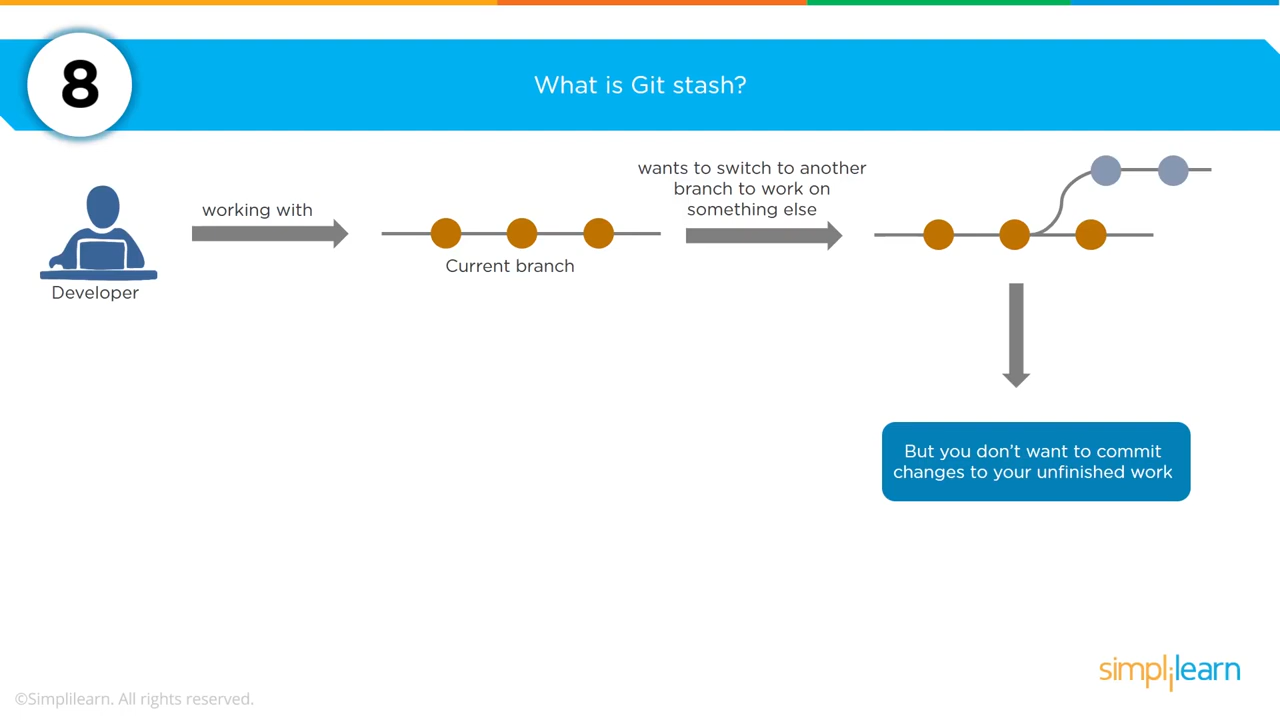 8
What is Git stash?
working with
Developer
Current branch
wants to switch to another
branch to work on
something else
But you don’t want to commit
changes to your unfinished work
simplilearn
©Simplilearn. All rights reserved.